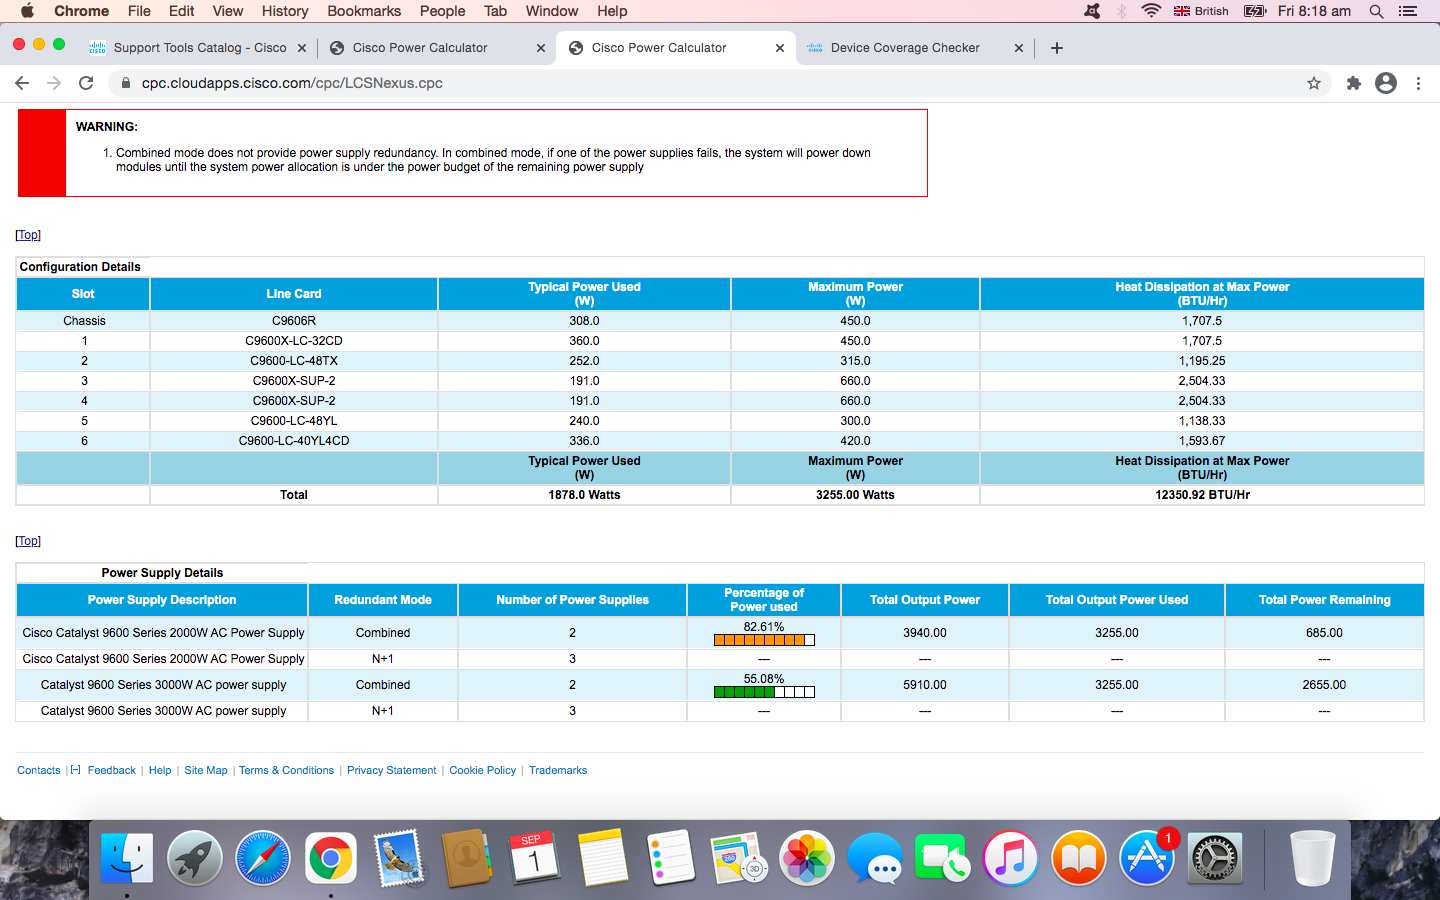 Chrome File Edit View History Bookmarks People Tab Window Help British Fri 8:18 am
Support Tools Catalog - Cisco Cisco Power Calculator Cisco Power Calculator Device Coverage Checker
cpc.cloudapps.cisco.com/cpc/LCSNexus.cpc
WARNING:
1. Combined mode does not provide power supply redundancy. In combined mode, if one of the power supplies fails, the system will power down
modules until the system power allocation is under the power budget of the remaining power supply
[Top]
Configuration Details
Slot Line Card Typical Power Used (W) Maximum Power (W) Heat Dissipation at Max Power (BTU/Hr)
Chassis C9606R 308.0 450.0 1,707.5
1 C9600X-LC-32CD 360.0 450.0 1,707.5
2 C9600-LC-48TX 252.0 315.0 1,195.25
3 C9600X-SUP-2 191.0 660.0 2,504.33
4 C9600X-SUP-2 191.0 660.0 2,504.33
5 C9600-LC-48YL 240.0 300.0 1,138.33
6 C9600-LC-40YL4CD 336.0 420.0 1,593.67
Typical Power Used (W) Maximum Power (W) Heat Dissipation at Max Power (BTU/Hr)
Total 1878.0 Watts 3255.00 Watts 12350.92 BTU/Hr
[Top]
Power Supply Details
Power Supply Description Redundant Mode Number of Power Supplies Percentage of Power used Total Output Power Total Output Power Used Total Power Remaining
Cisco Catalyst 9600 Series 2000W AC Power Supply Combined 2 82.61% 3940.00 3255.00 685.00
Cisco Catalyst 9600 Series 2000W AC Power Supply N+1 3 --- --- --- ---
Catalyst 9600 Series 3000W AC power supply Combined 2 55.08% 5910.00 3255.00 2655.00
Catalyst 9600 Series 3000W AC power supply N+1 3 --- --- --- ---
Contacts | [-] Feedback | Help | Site Map | Terms & Conditions | Privacy Statement | Cookie Policy | Trademarks
SEP
1
280
3D
1